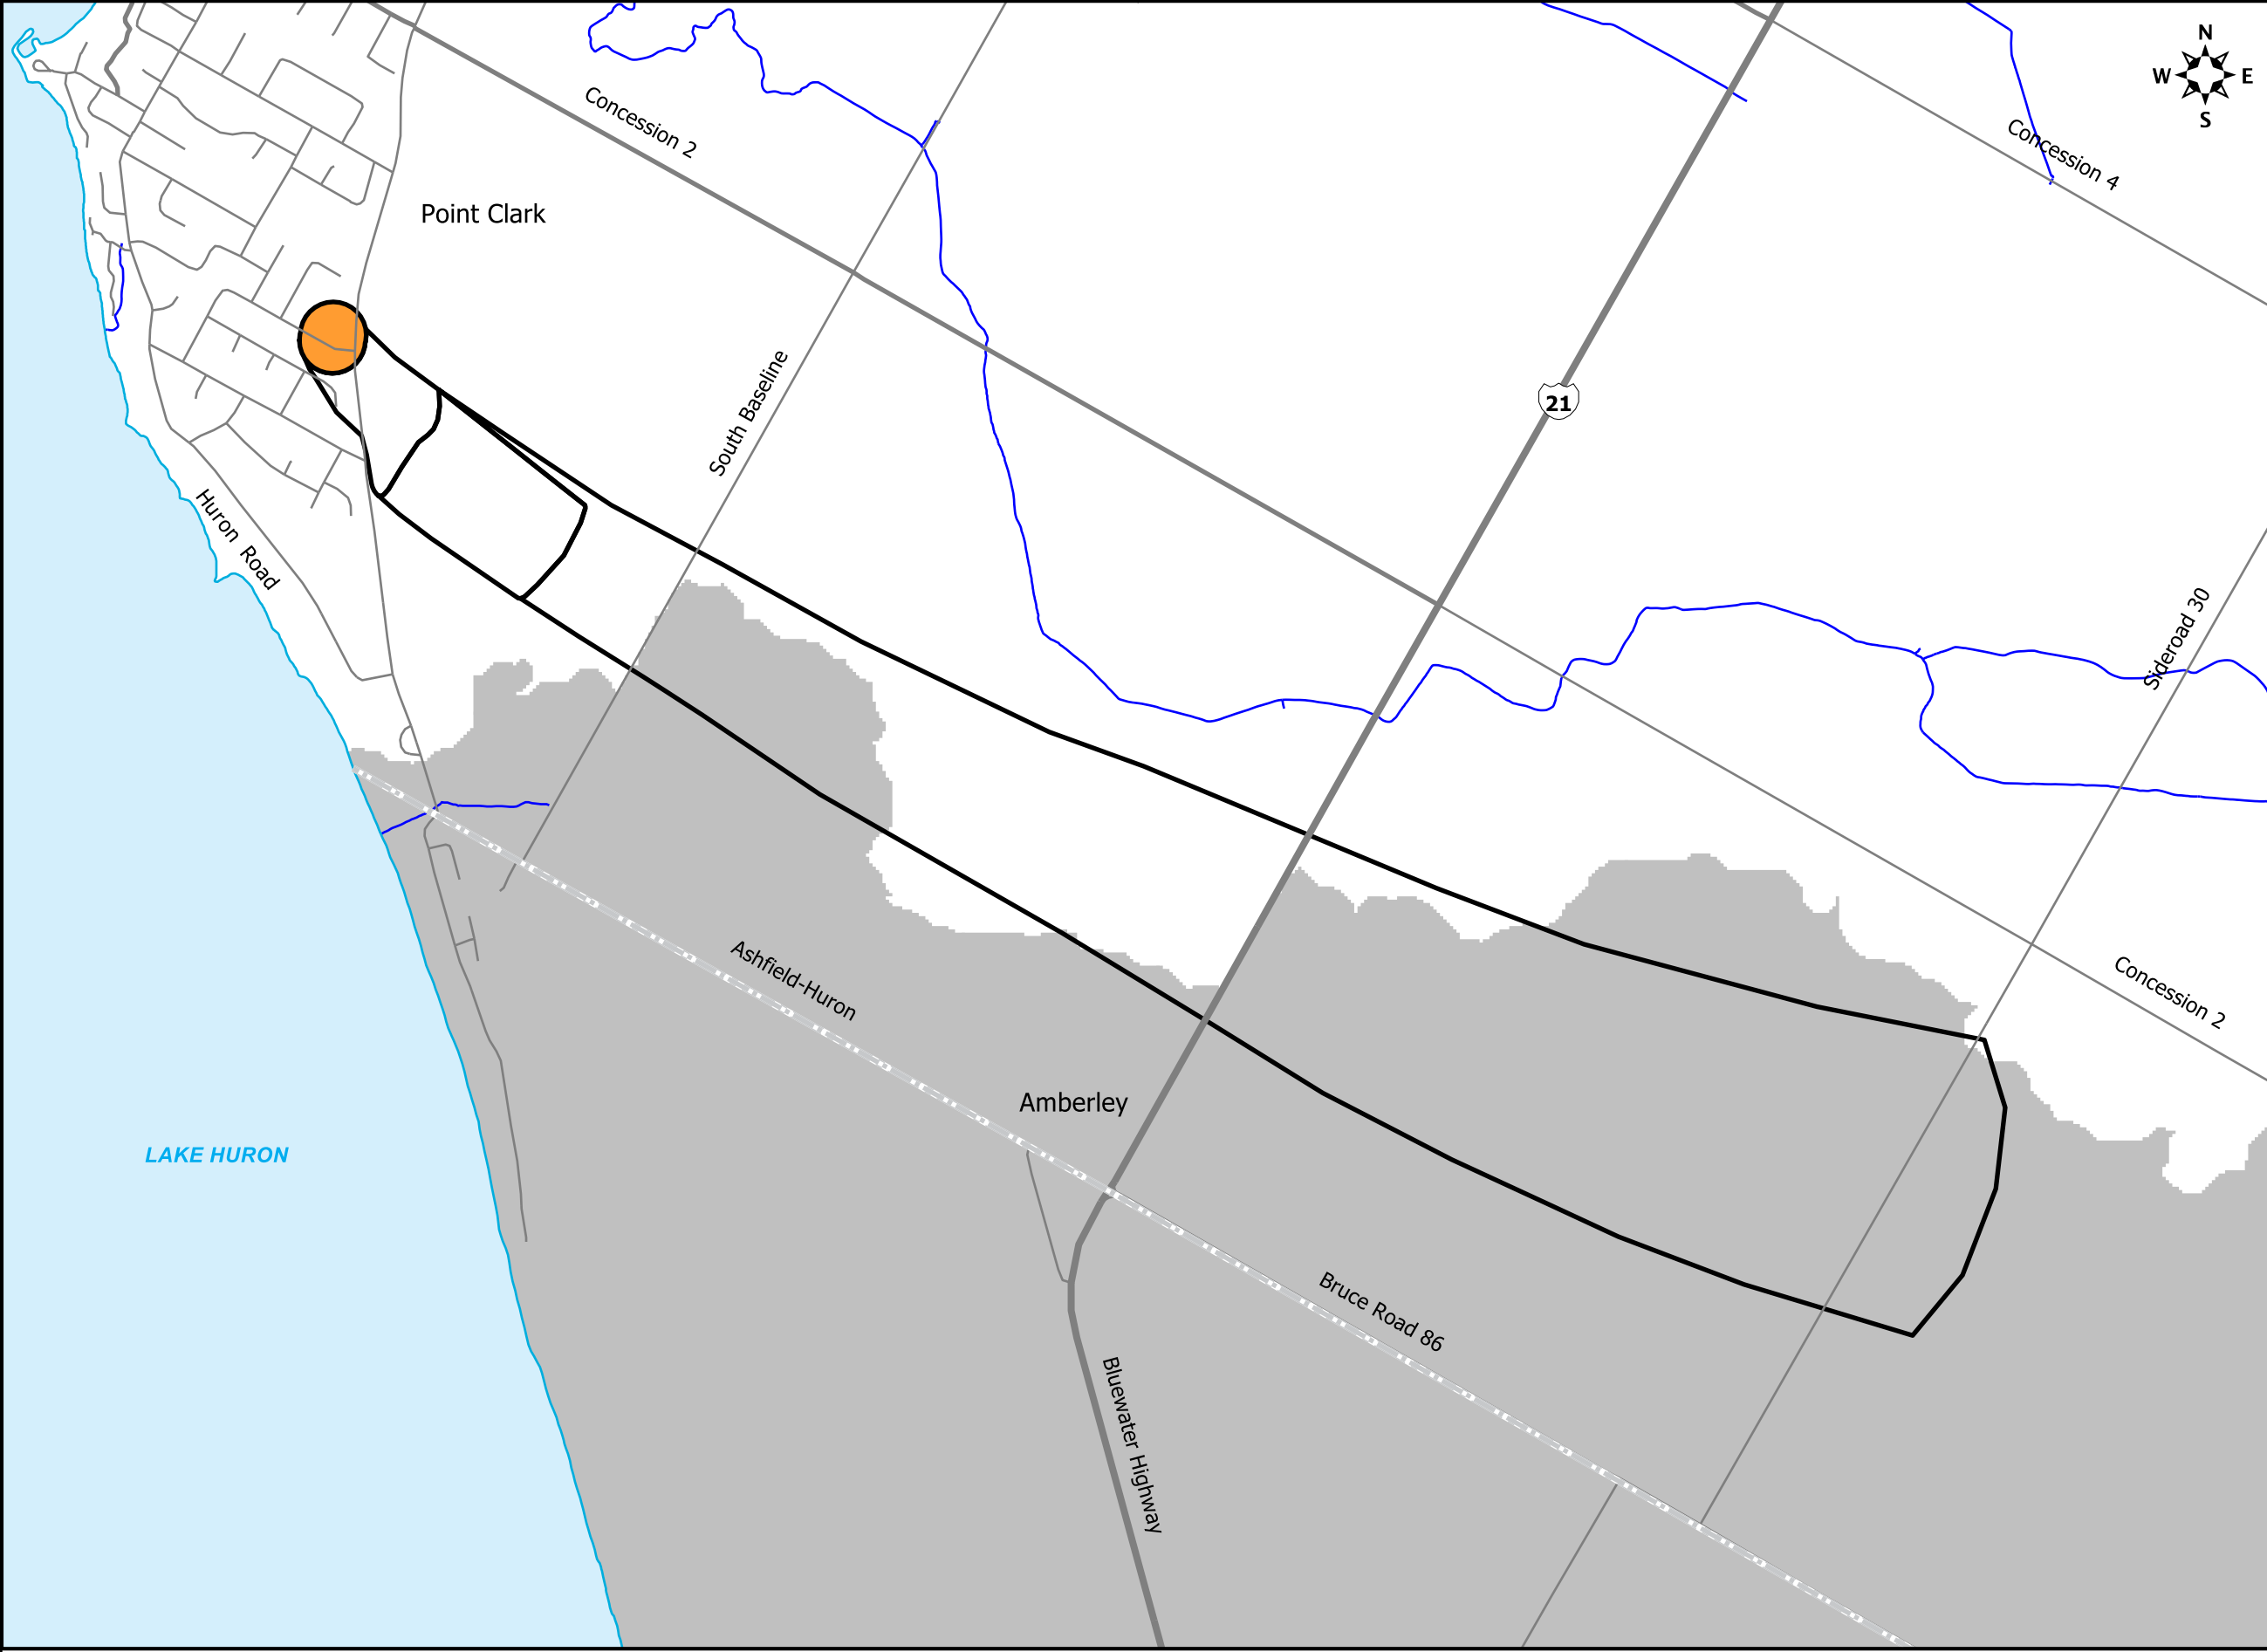 N
W E
S
Concession 2
Concession 4
Point Clark
South Baseline
21
Huron Road
Sideroad 30
Ashfield-Huron
Concession 2
Amberley
LAKE HURON
Bruce Road 86
Bluewater Highway